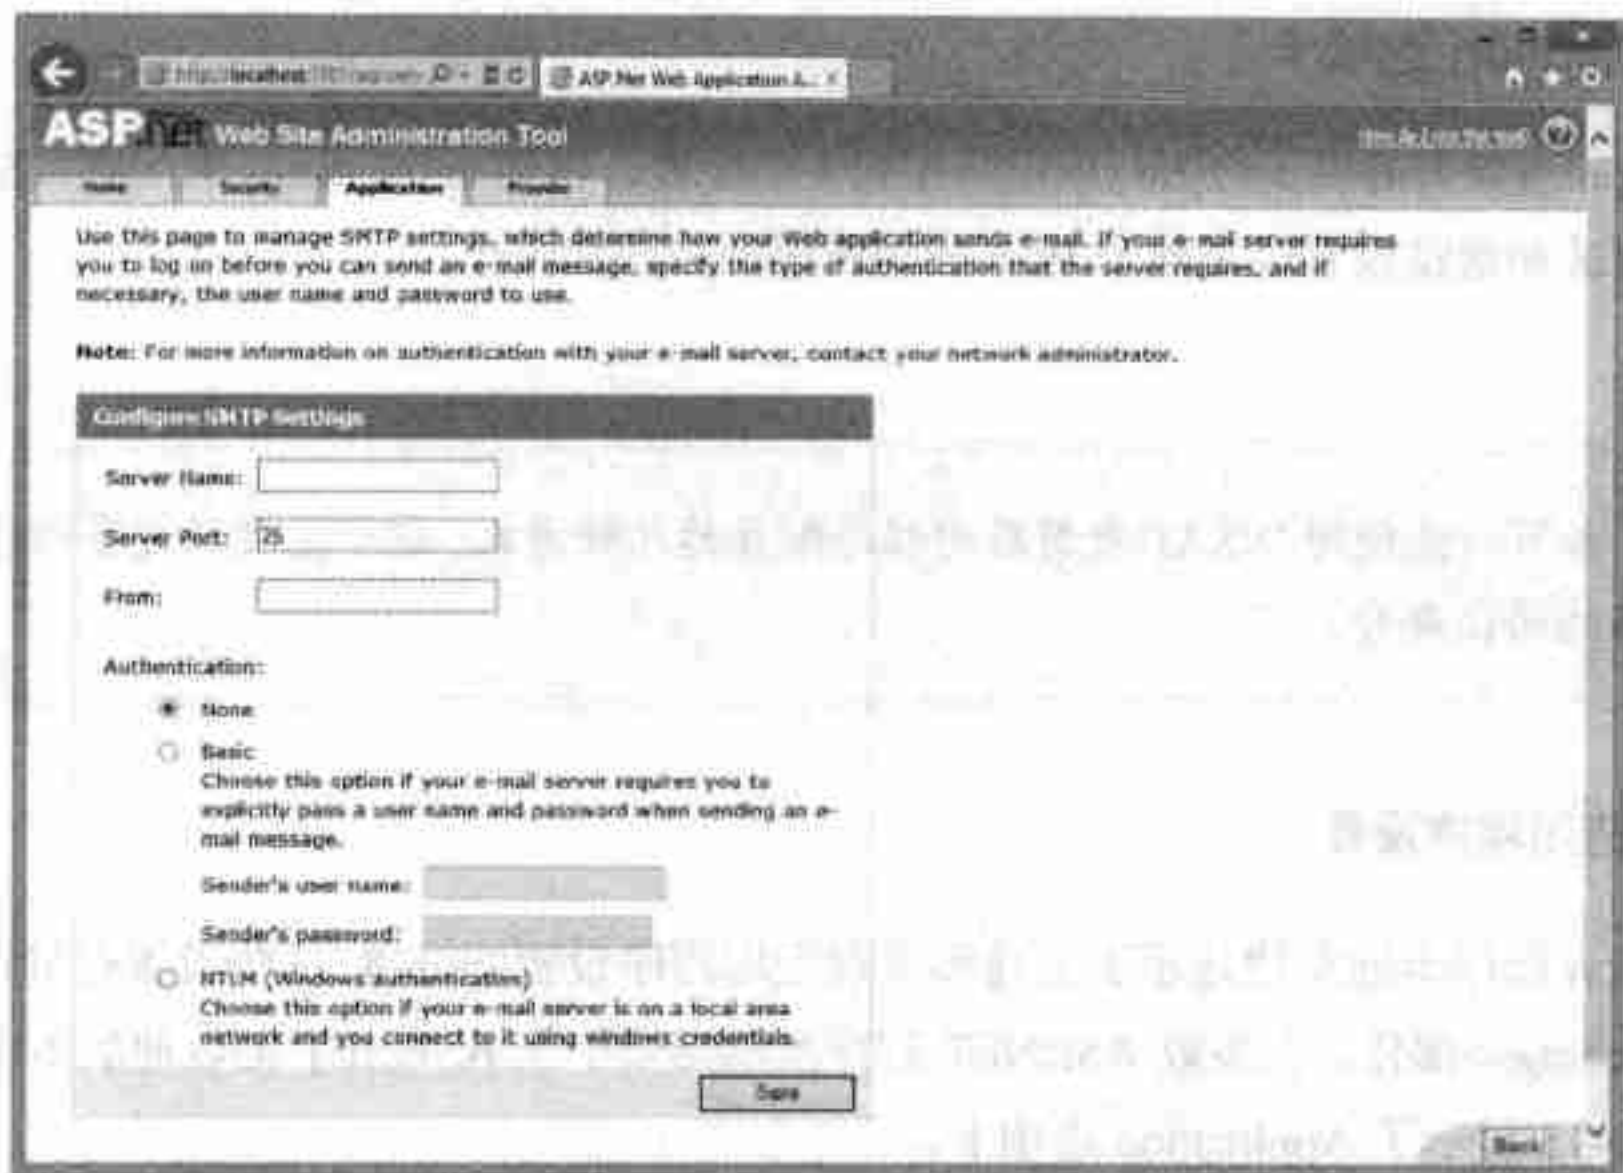 ASP.net Web Site Administration Tool
ASP.Net Web Application A...
Home Security Application Provider
Use this page to manage SMTP settings, which determine how your Web application sends e-mail. If your e-mail server requires
you to log on before you can send an e-mail message, specify the type of authentication that the server requires, and if
necessary, the user name and password to use.
Note: For more information on authentication with your e-mail server, contact your network administrator.
Configure SMTP Settings
Server Name:
Server Port: 25
From:
Authentication:
None
Basic
Choose this option if your e-mail server requires you to
explicitly pass a user name and password when sending an e-
mail message.
Sender's user name:
Sender's password:
NTLM (Windows authentication)
Choose this option if your e-mail server is on a local area
network and you connect to it using windows credentials.
Save
Back